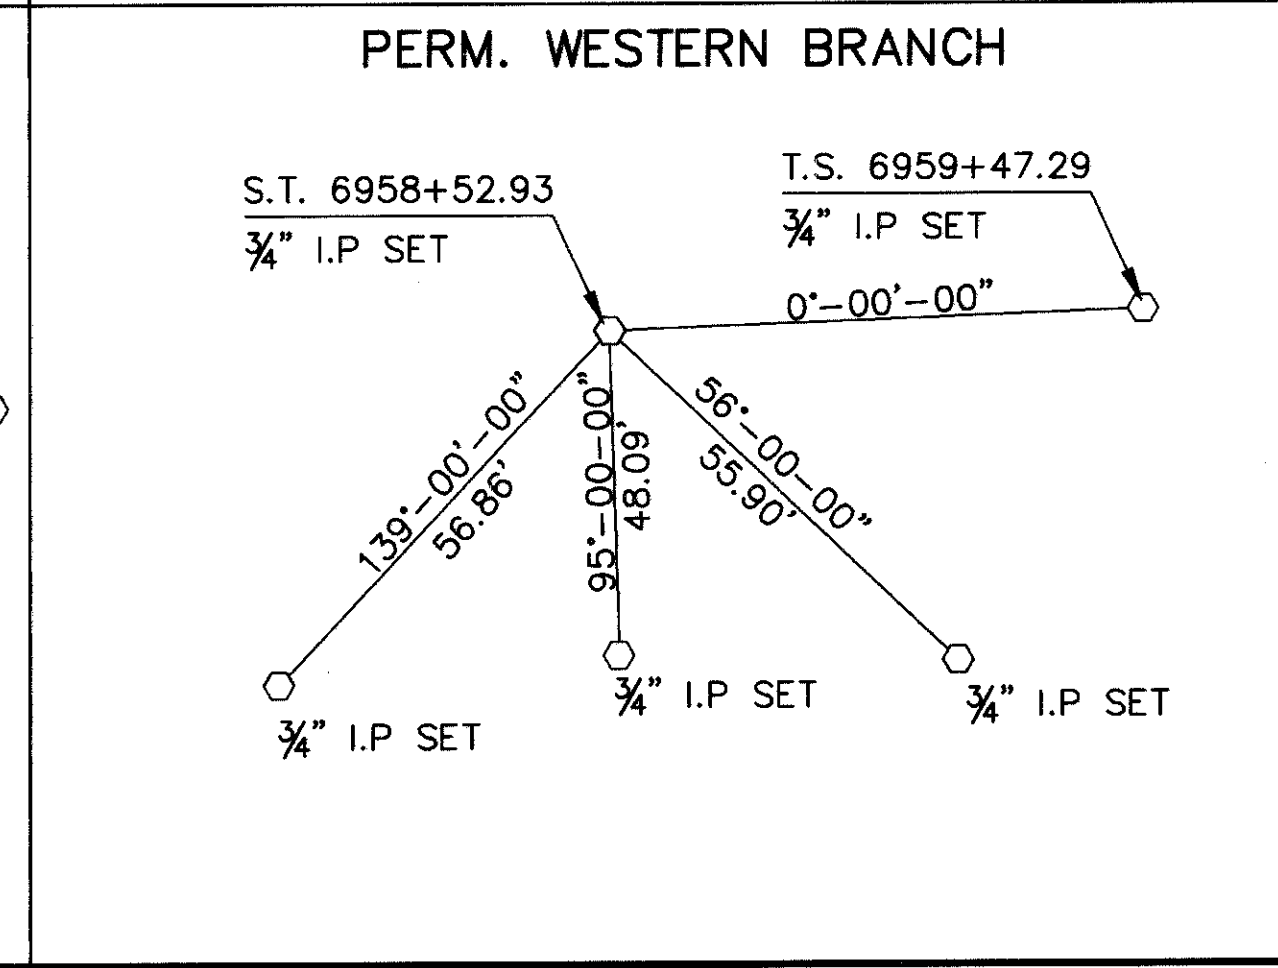 PERM. WESTERN BRANCH
S.T. 6958+52.93
¾” I.P SET
T.S. 6959+47.29
¾” I.P SET
0°-00’-00”
139°-00’-00”
56.86’
95°-00-00”
48.09’
56°-00-00”
55.90’
¾” I.P SET
¾” I.P SET
¾” I.P SET